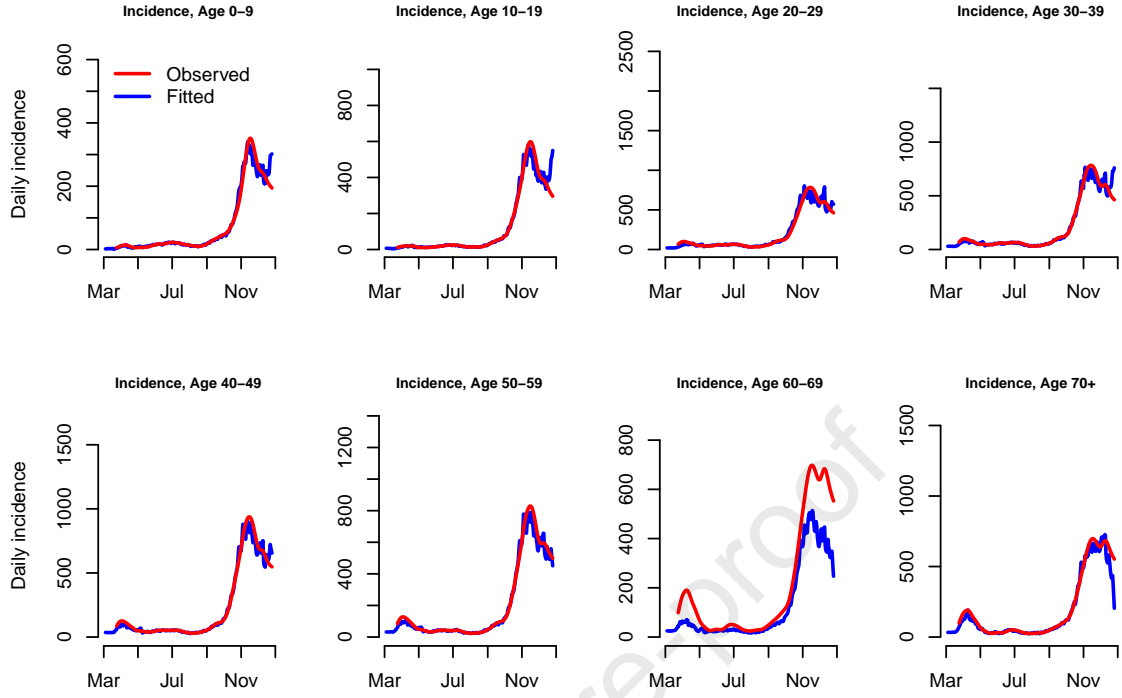 Incidence, Age 0−9
Incidence, Age 10−19
Incidence, Age 20−29
Incidence, Age 30−39
Daily incidence
0
200
400
600
Observed
Fitted
Mar
Jul
Nov
0
400
800
Mar
Jul
Nov
0
500
1500
2500
Mar
Jul
Nov
0
500
1000
Mar
Jul
Nov
Incidence, Age 40−49
Incidence, Age 50−59
Incidence, Age 60−69
Incidence, Age 70+
Daily incidence
0
500
1000
1500
Mar
Jul
Nov
0
400
800
1200
Mar
Jul
Nov
0
200
400
600
800
Mar
Jul
Nov
0
500
1000
1500
Mar
Jul
Nov
re-proof